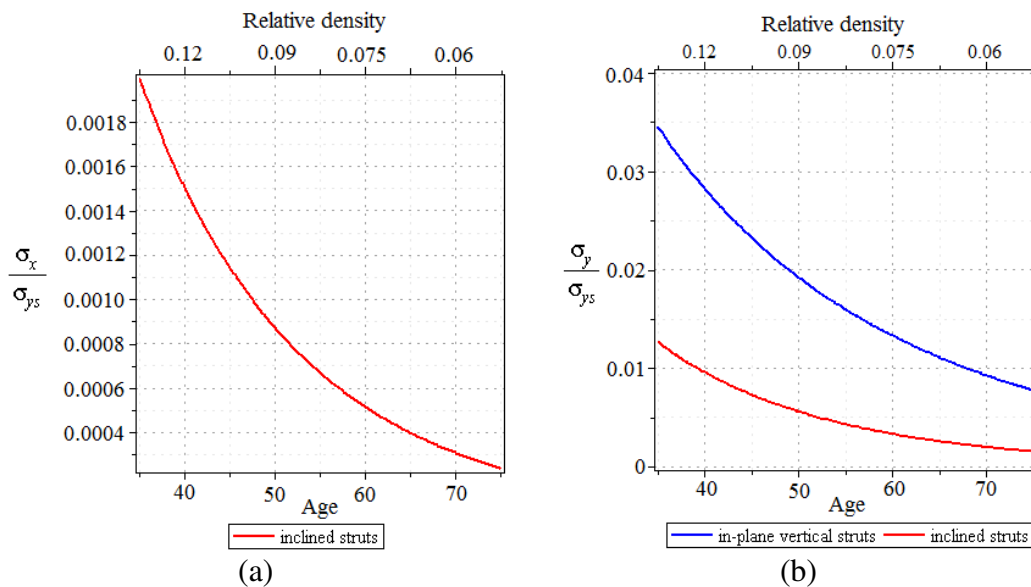 Relative density
0.12 0.09 0.075 0.06
0.0018
0.0016
0.0014
0.0012
0.0010
0.0008
0.0006
0.0004
σx
σys
40 50 60 70
Age
inclined struts
(a)
Relative density
0.12 0.09 0.075 0.06
0.04
0.03
0.02
0.01
0
σy
σys
40 50 60 70
Age
in-plane vertical struts inclined struts
(b)